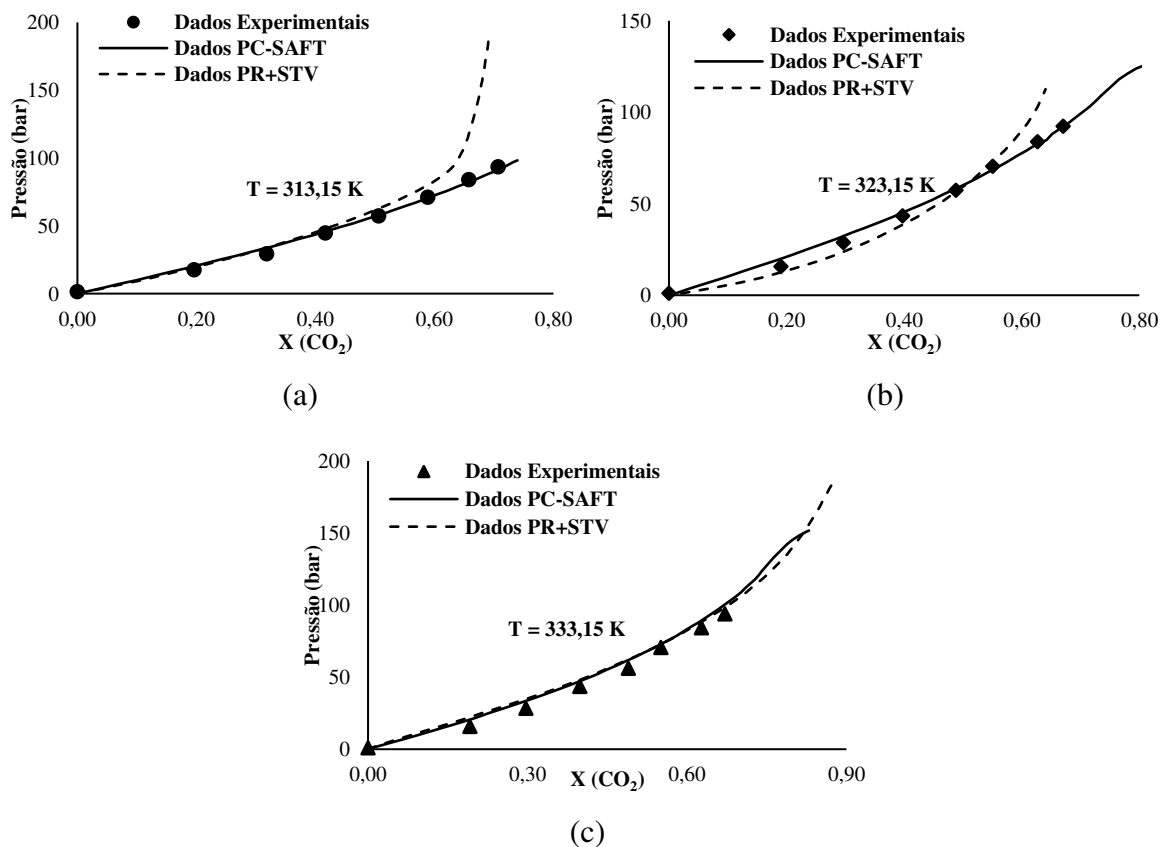 200
150
100
50
0
Pressão (bar)
Dados Experimentais
Dados PC-SAFT
Dados PR+STV
T = 313,15 K
0,00 0,20 0,40 0,60 0,80
X (CO₂)
(a)
150
100
50
0
Pressão (bar)
Dados Experimentais
Dados PC-SAFT
Dados PR+STV
T = 323,15 K
0,00 0,20 0,40 0,60 0,80
X (CO₂)
(b)
200
150
100
50
0
Pressão (bar)
Dados Experimentais
Dados PC-SAFT
Dados PR+STV
T = 333,15 K
0,00 0,30 0,60 0,90
X (CO₂)
(c)